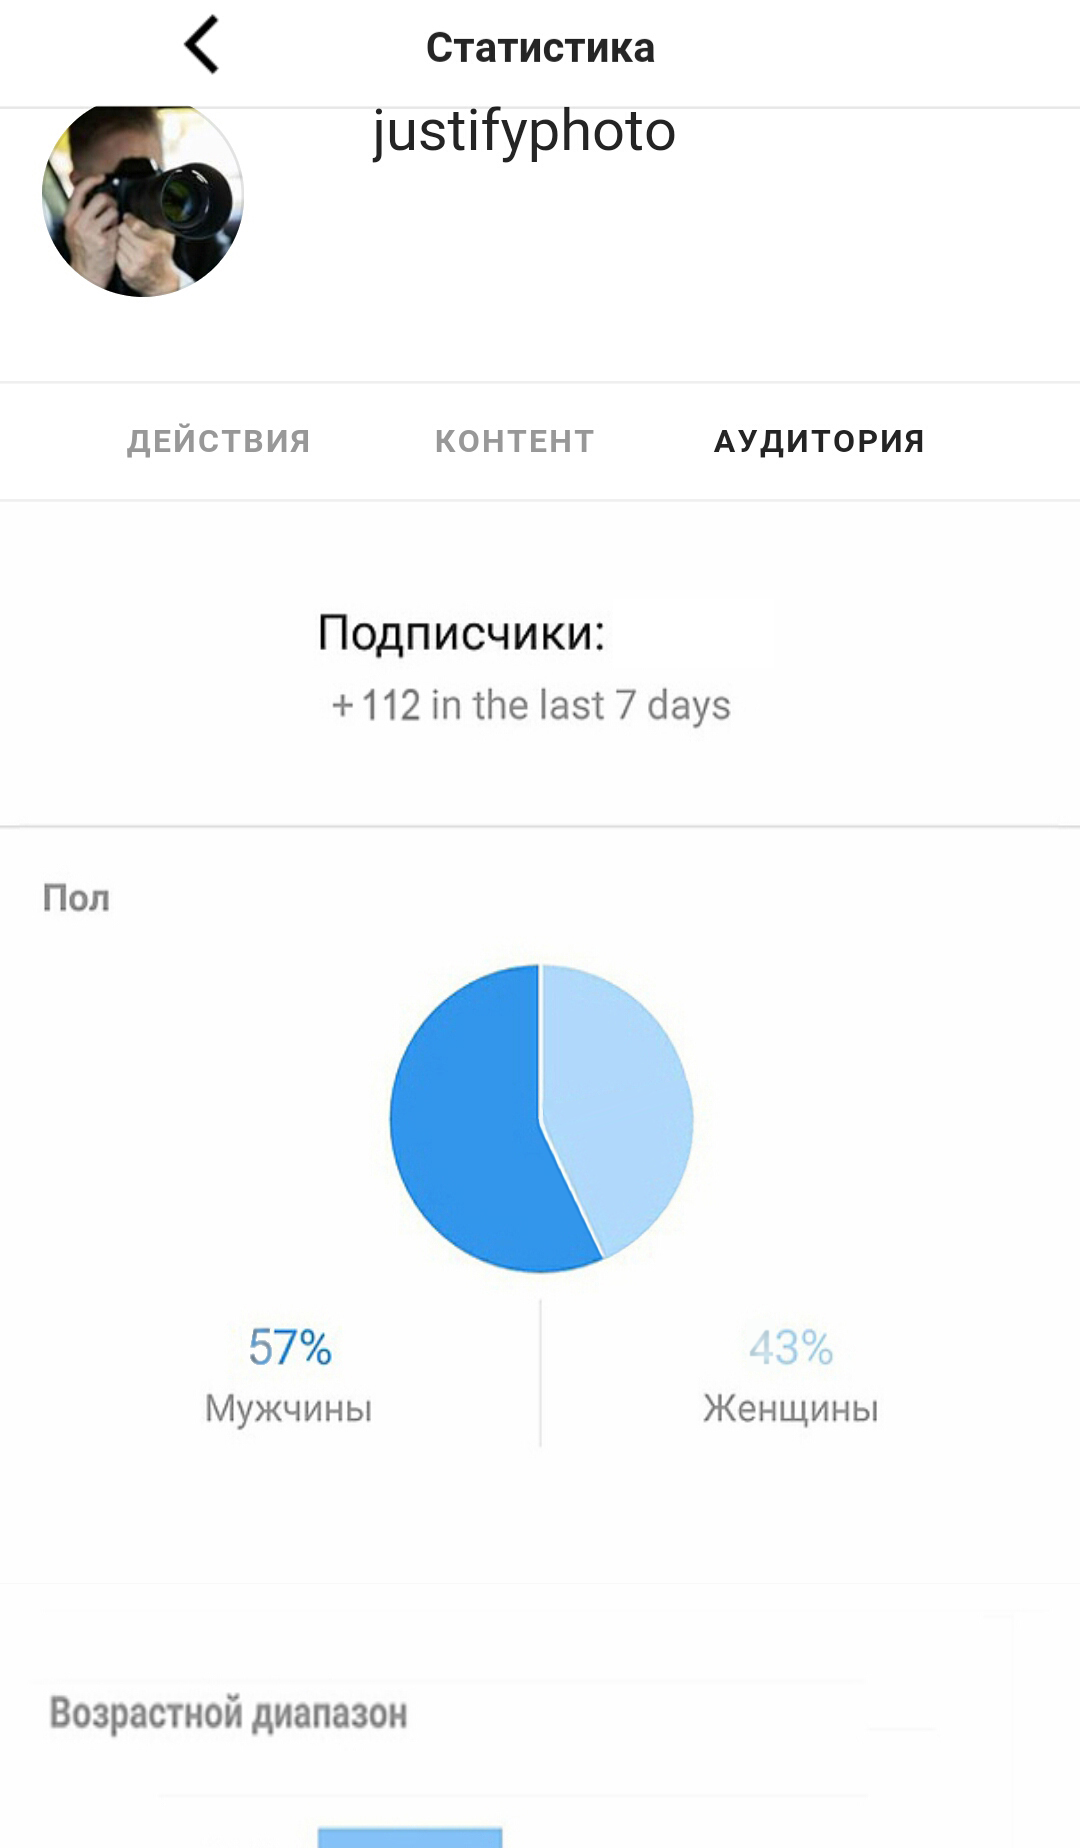 Статистика
justifyphoto
ДЕЙСТВИЯ КОНТЕНТ АУДИТОРИЯ
Подписчики:
+112 in the last 7 days
Пол
57% 43%
Мужчины Женщины
Возрастной диапазон